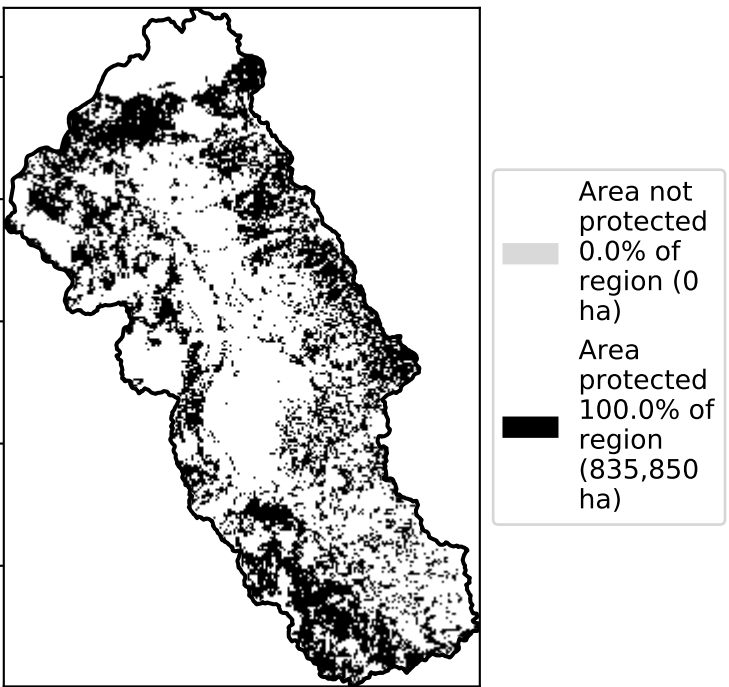 Area not
protected
0.0% of
region (0
ha)
Area
protected
100.0% of
region
(835,850
ha)